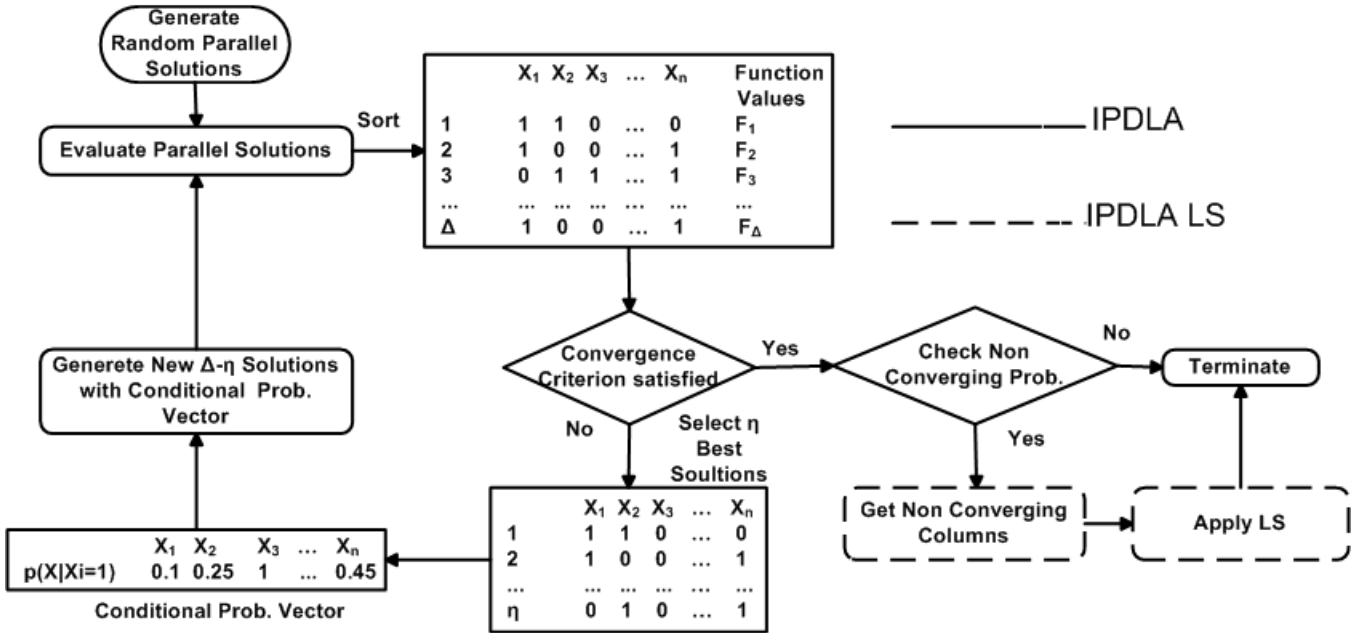 Generate
Random Parallel
Solutions
Sort
Evaluate Parallel Solutions
X₁ X₂ X₃ ... Xₙ Function
Values
1 1 1 0 ... 0 F₁
2 1 0 0 ... 1 F₂
3 0 1 1 ... 1 F₃
... ... ... ... ... ... ...
Δ 1 0 0 ... 1 F_Δ
IPDLA
IPDLA LS
Convergence
Criterion satisfied
Yes
No
Check Non
Converging Prob.
No
Yes
Terminate
Generete New Δ-η Solutions
with Conditional Prob.
Vector
Select η
Best
Soultions
X₁ X₂ X₃ ... Xₙ
1 1 1 0 ... 0
2 1 0 0 ... 1
... ... ... ... ... ...
η 0 1 0 ... 1
Get Non Converging
Columns
Apply LS
X₁ X₂ X₃ ... Xₙ
p(X|Xi=1) 0.1 0.25 1 ... 0.45
Conditional Prob. Vector